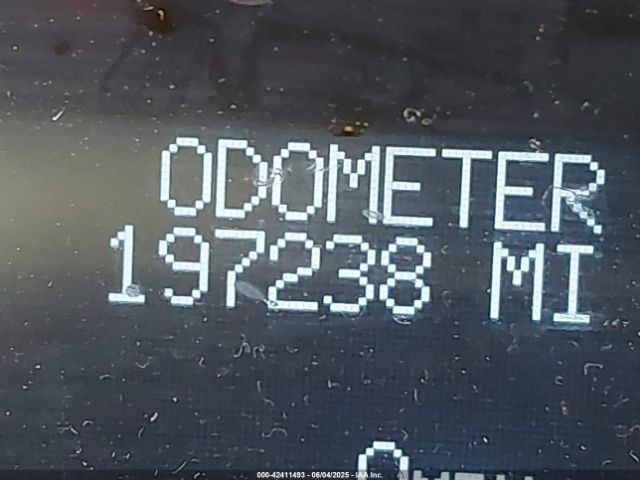 ODOMETER
197238 MI
000-42411493 - 06/04/2025 - IAA Inc.